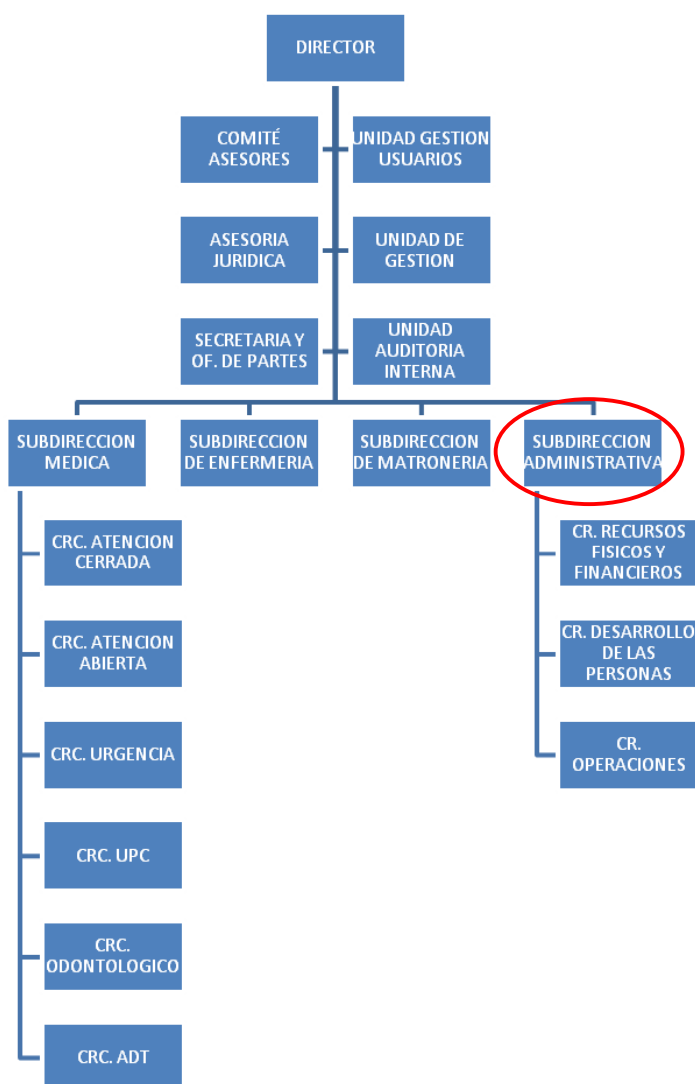 DIRECTOR
COMITÉ
ASESORES
UNIDAD GESTION
USUARIOS
ASESORIA
JURIDICA
UNIDAD DE
GESTION
SECRETARIA Y
OF. DE PARTES
UNIDAD
AUDITORIA
INTERNA
SUBDIRECCION
MEDICA
SUBDIRECCION
DE ENFERMERIA
SUBDIRECCION
DE MATRONERIA
SUBDIRECCION
ADMINISTRATIVA
CRC. ATENCION
CERRADA
CRC. ATENCION
ABIERTA
CRC. URGENCIA
CRC. UPC
CRC.
ODONTOLOGICO
CRC. ADT
CR. RECURSOS
FISICOS Y
FINANCIEROS
CR. DESARROLLO
DE LAS
PERSONAS
CR.
OPERACIONES